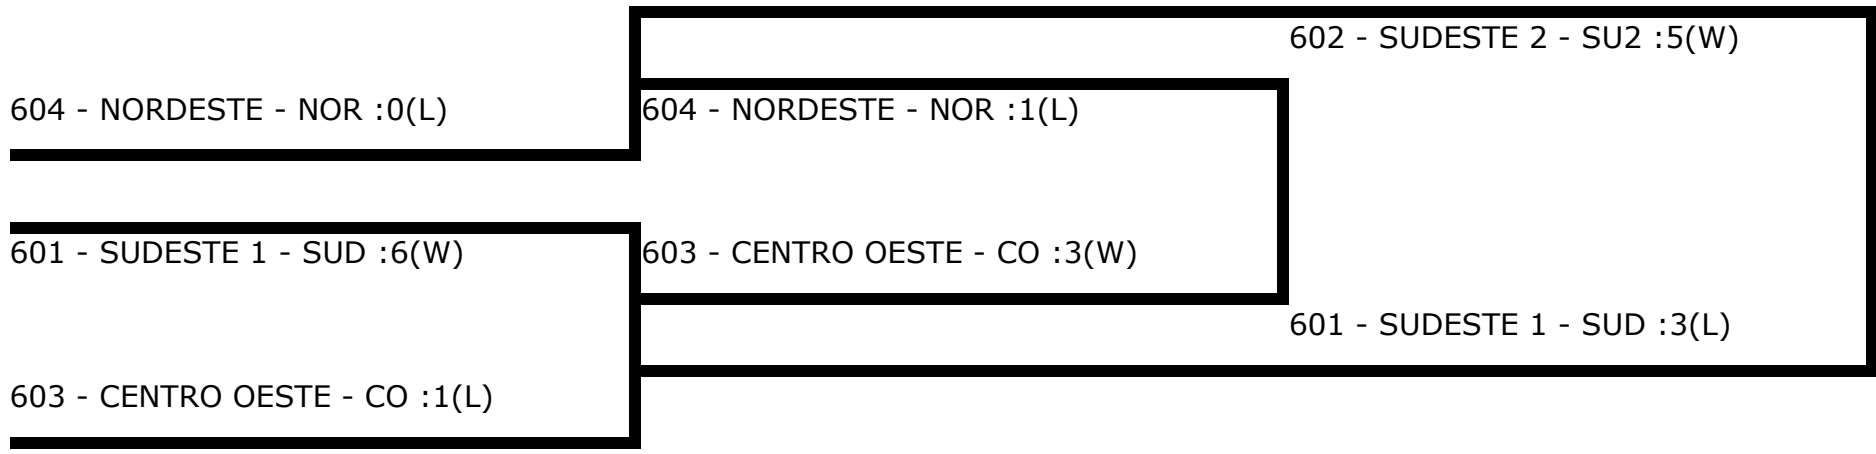 602 - SUDESTE 2 - SU2 :5(W)
604 - NORDESTE - NOR :0(L)
604 - NORDESTE - NOR :1(L)
601 - SUDESTE 1 - SUD :6(W)
603 - CENTRO OESTE - CO :3(W)
601 - SUDESTE 1 - SUD :3(L)
603 - CENTRO OESTE - CO :1(L)